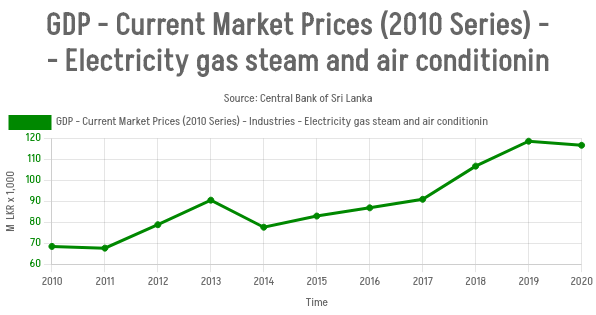 GDP - Current Market Prices (2010 Series) -
- Electricity gas steam and air conditionin
Source: Central Bank of Sri Lanka
GDP - Current Market Prices (2010 Series) - Industries - Electricity gas steam and air conditionin
120
110
100
90
80
70
60
M LKR x 1,000
2010 2011 2012 2013 2014 2015 2016 2017 2018 2019 2020
Time